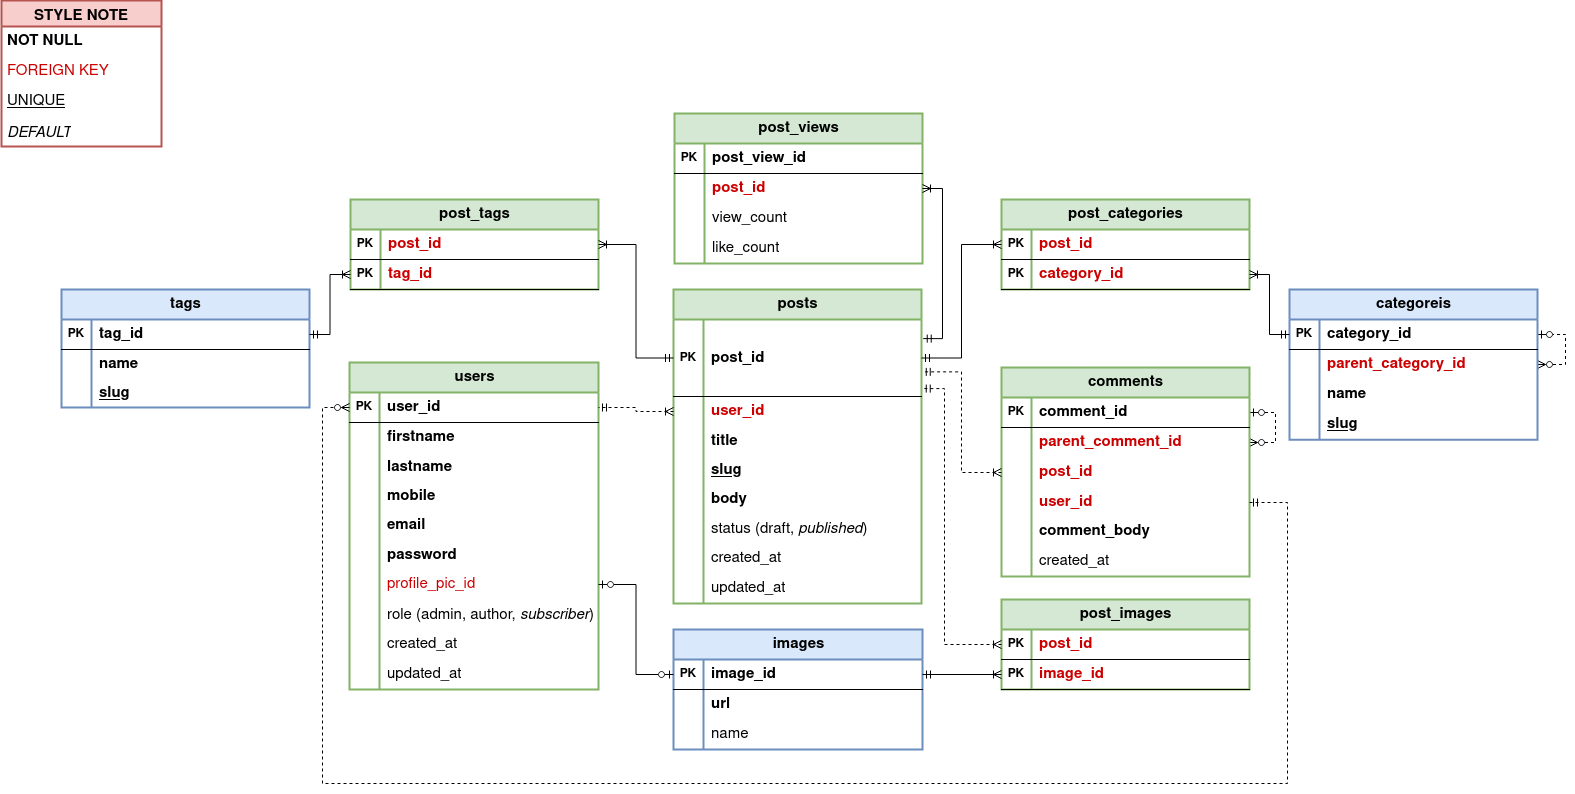 STYLE NOTE
NOT NULL
FOREIGN KEY
UNIQUE
DEFAULT
post_views
PK post_view_id
post_id
view_count
like_count
post_tags
PK post_id
PK tag_id
post_categories
PK post_id
PK category_id
tags
PK tag_id
name
slug
posts
PK post_id
user_id
title
slug
body
status (draft, published)
created_at
updated_at
categoreis
PK category_id
parent_category_id
name
slug
users
PK user_id
firstname
lastname
mobile
email
password
profile_pic_id
role (admin, author, subscriber)
created_at
updated_at
comments
PK comment_id
parent_comment_id
post_id
user_id
comment_body
created_at
images
PK image_id
url
name
post_images
PK post_id
PK image_id